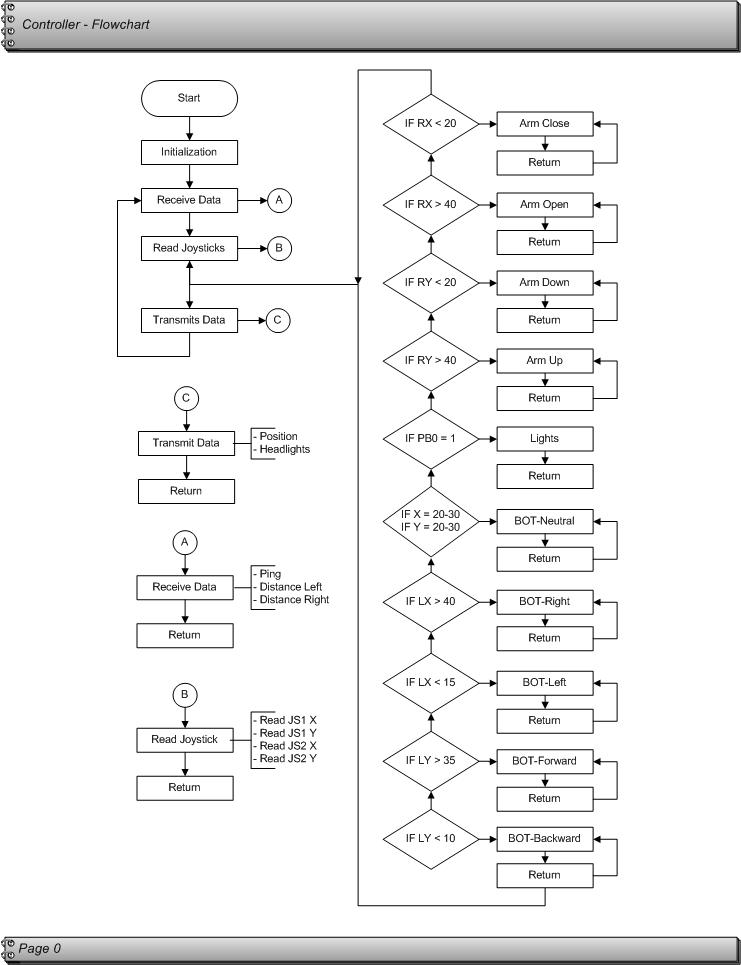 Controller - Flowchart
Start
Initialization
Receive Data
A
Read Joysticks
B
Transmits Data
C
C
Transmit Data
- Position
- Headlights
Return
A
Receive Data
- Ping
- Distance Left
- Distance Right
Return
B
Read Joystick
- Read JS1 X
- Read JS1 Y
- Read JS2 X
- Read JS2 Y
Return
IF RX < 20
Arm Close
Return
IF RX > 40
Arm Open
Return
IF RY < 20
Arm Down
Return
IF RY > 40
Arm Up
Return
IF PB0 = 1
Lights
Return
IF X = 20-30
IF Y = 20-30
BOT-Neutral
Return
IF LX > 40
BOT-Right
Return
IF LX < 15
BOT-Left
Return
IF LY > 35
BOT-Forward
Return
IF LY < 10
BOT-Backward
Return
Page 0